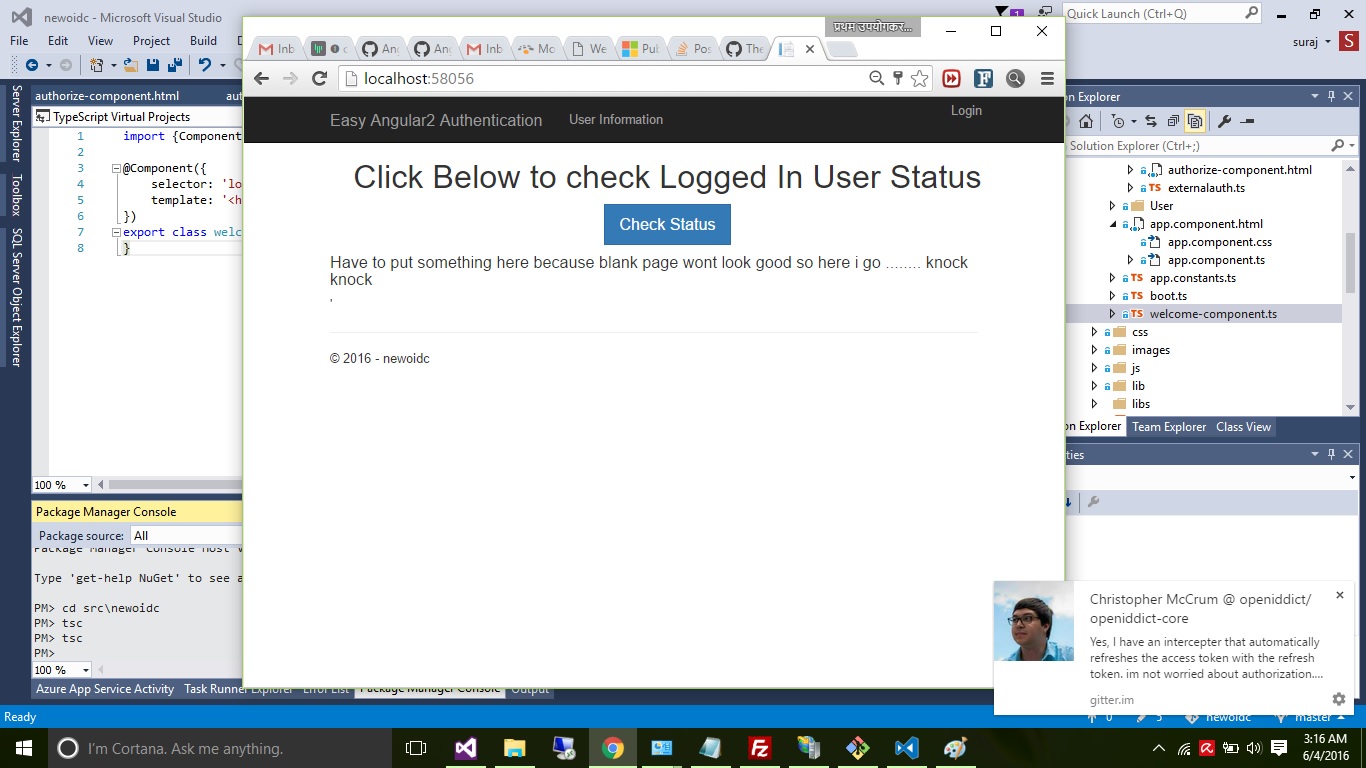 newoidc - Microsoft Visual Studio
Quick Launch (Ctrl+Q)
File Edit View Project Build
suraj
S
प्रथम उपयोगकर...
Inb
Inb
Mo
We
Pul
Pos
The
localhost:58056
Easy Angular2 Authentication
User Information
Login
Click Below to check Logged In User Status
Check Status
Have to put something here because blank page wont look good so here i go ........ knock
knock
'
© 2016 - newoidc
Server Explorer
Toolbox
SQL Server Object Explorer
authorize-component.html
TypeScript Virtual Projects
1 import {Component
2
3 @Component({
4 selector: 'lo
5 template: '<h
6 })
7 export class welc
8 }
100 %
Package Manager Console
Package source: All
Package Manager Console Host V
Type 'get-help NuGet' to see a
PM> cd src\newoidc
PM> tsc
PM> tsc
PM>
100 %
Azure App Service Activity Task Runner Explorer Error List Package Manager Console Output
on Explorer
Solution Explorer (Ctrl+;)
authorize-component.html
TS externalauth.ts
User
app.component.html
app.component.css
app.component.ts
TS app.constants.ts
TS boot.ts
TS welcome-component.ts
css
images
js
lib
libs
on Explorer Team Explorer Class View
ties
Christopher McCrum @ openiddict/
openiddict-core
Yes, I have an intercepter that automatically
refreshes the access token with the refresh
token. im not worried about authorization....
gitter.im
Ready
0 5 newoidc master
I'm Cortana. Ask me anything.
3:16 AM
6/4/2016